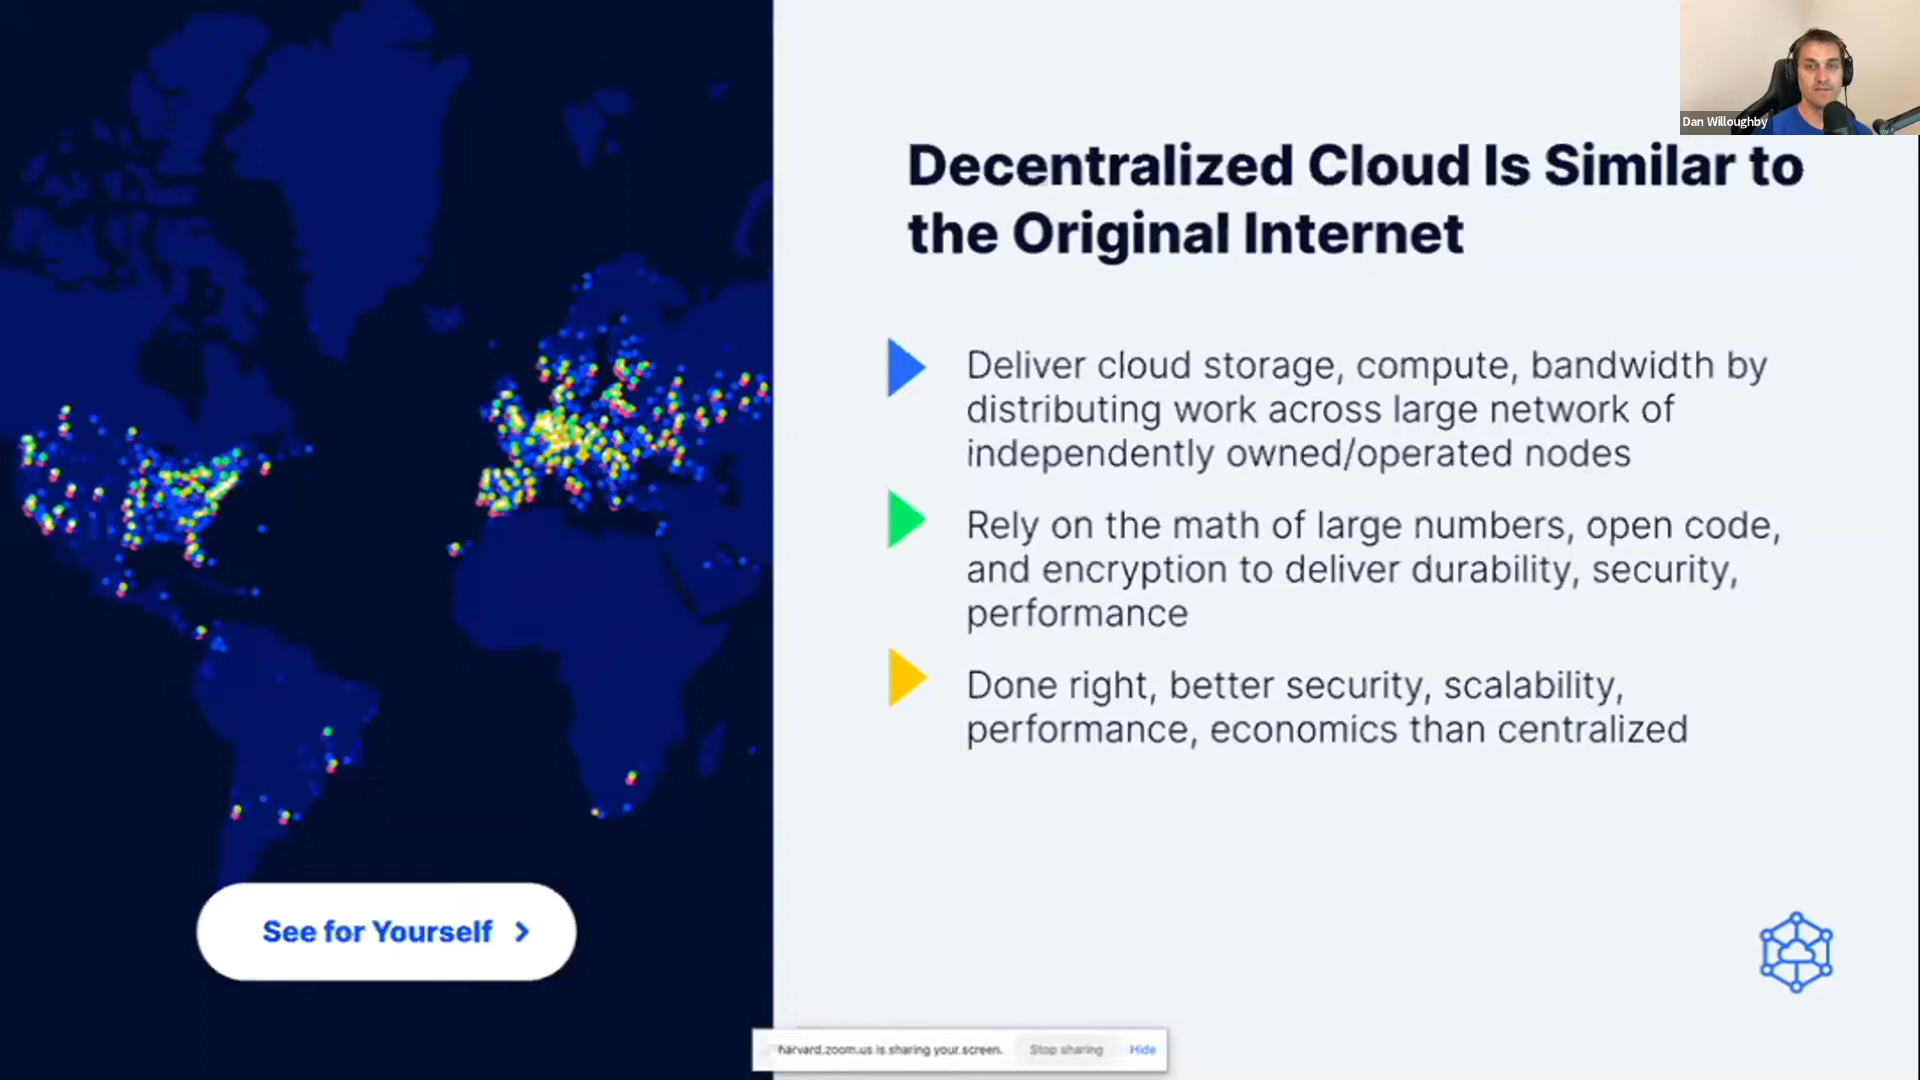 Dan Willoughby
Decentralized Cloud Is Similar to
the Original Internet
Deliver cloud storage, compute, bandwidth by
distributing work across large network of
independently owned/operated nodes
Rely on the math of large numbers, open code,
and encryption to deliver durability, security,
performance
Done right, better security, scalability,
performance, economics than centralized
See for Yourself
harvard.zoom.us is sharing your screen.
Stop sharing
Hide